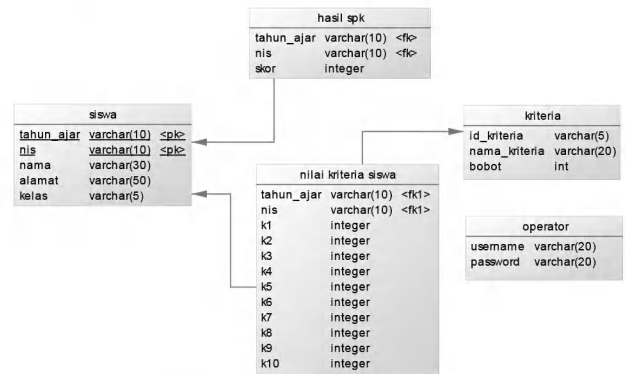 hasil spk
tahun_ajar varchar(10) <fk>
nis varchar(10) <fk>
skor integer
siswa
tahun_ajar varchar(10) <pk>
nis varchar(10) <pk>
nama varchar(30)
alamat varchar(50)
kelas varchar(5)
kriteria
id_kriteria varchar(5)
nama_kriteria varchar(20)
bobot int
nilai kriteria siswa
tahun_ajar varchar(10) <fk1>
nis varchar(10) <fk1>
k1 integer
k2 integer
k3 integer
k4 integer
k5 integer
k6 integer
k7 integer
k8 integer
k9 integer
k10 integer
operator
username varchar(20)
password varchar(20)